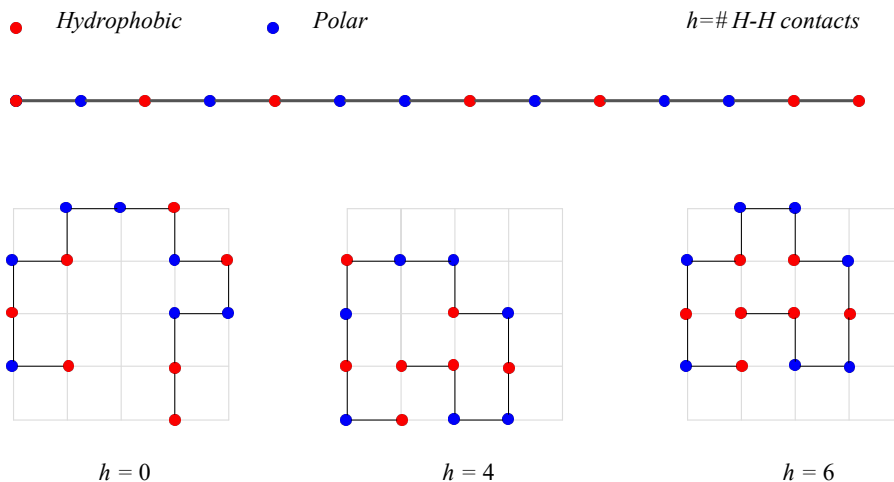 Hydrophobic Polar h=# H-H contacts
h = 0 h = 4 h = 6